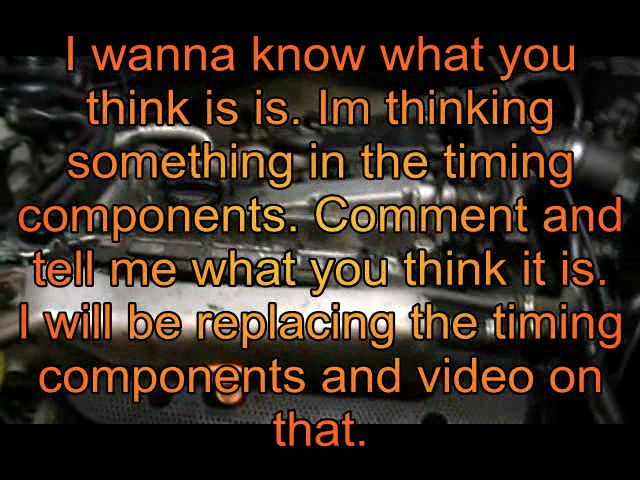 I wanna know what you
think is is. Im thinking
something in the timing
components. Comment and
tell me what you think it is.
I will be replacing the timing
components and video on
that.